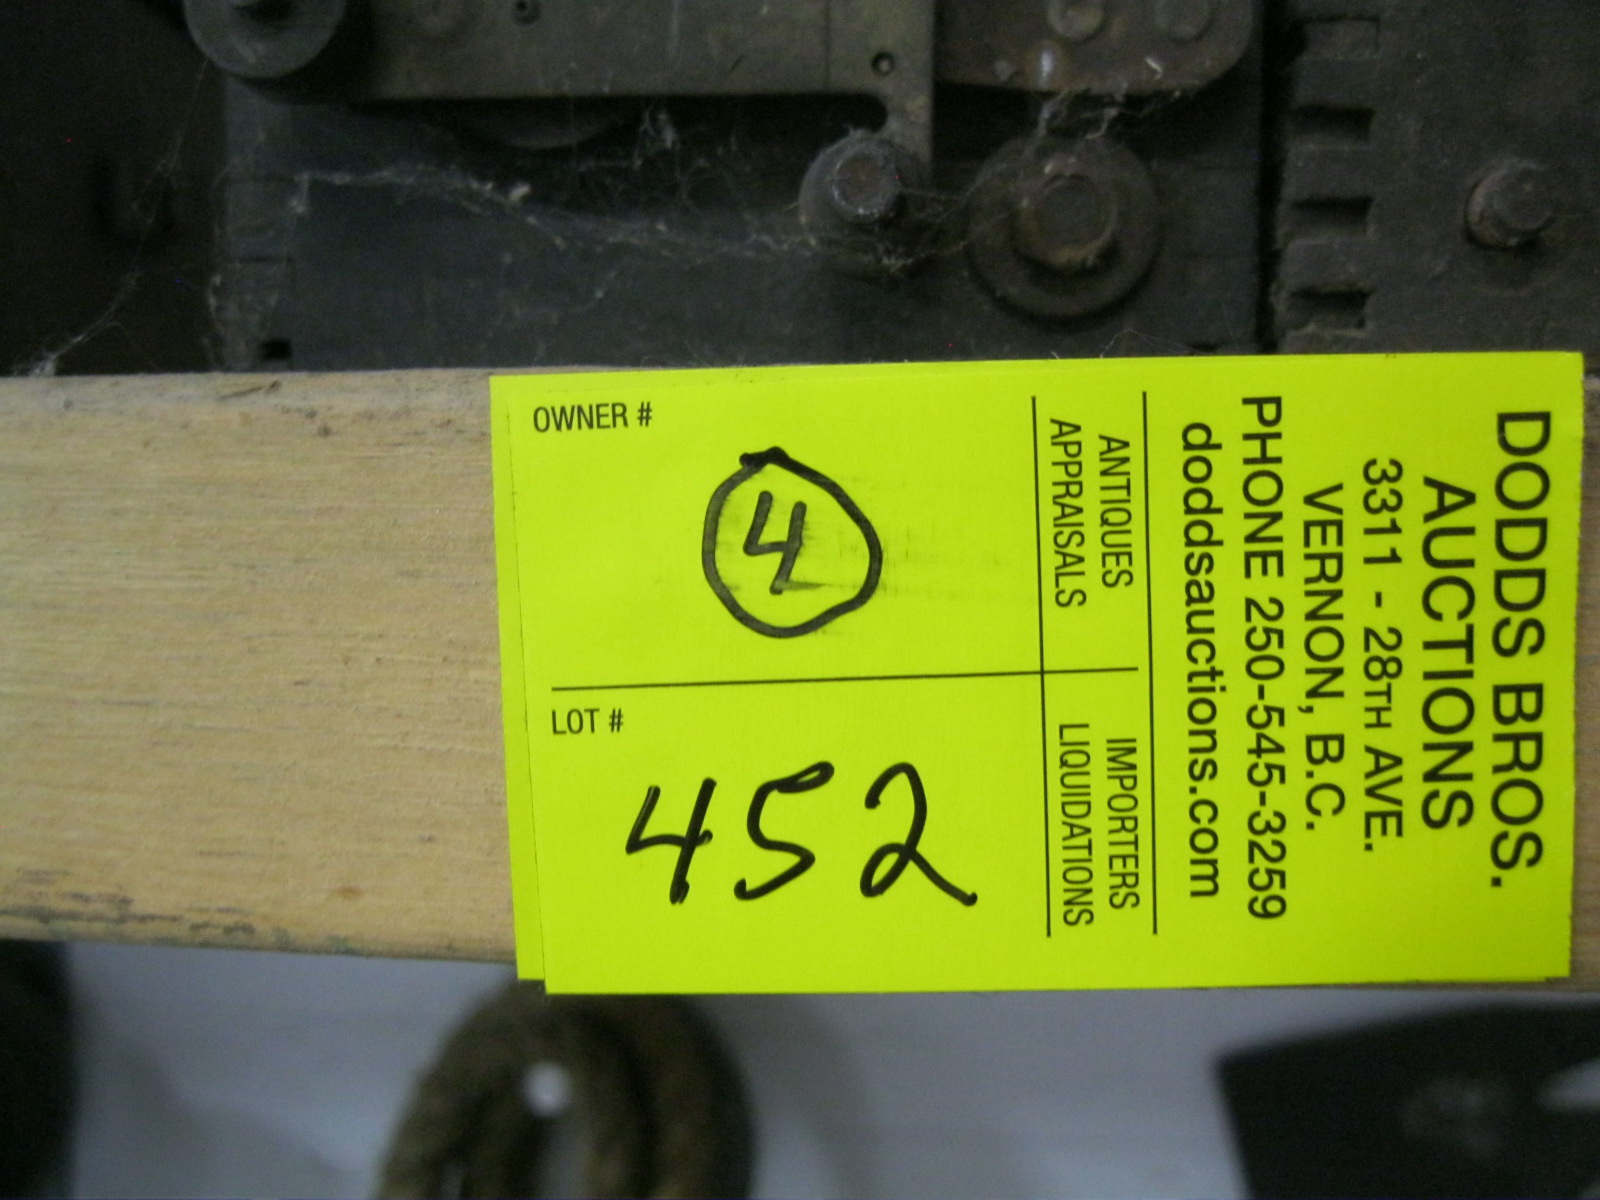 DODDS BROS.
AUCTIONS
3311 - 28TH AVE.
VERNON, B.C.
PHONE 250-545-3259
doddsauctions.com
ANTIQUES
APPRAISALS
IMPORTERS
LIQUIDATIONS
OWNER #
4
LOT #
452